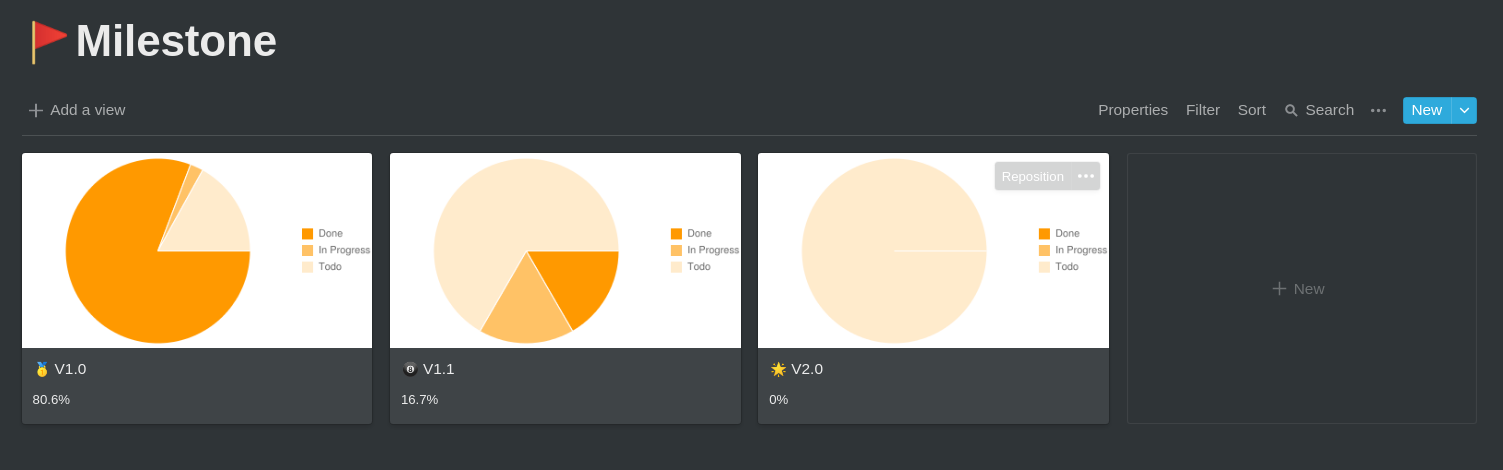 Milestone
Add a view
Properties Filter Sort Search New
Reposition
Done
In Progress
Todo
V1.0
80.6%
Done
In Progress
Todo
V1.1
16.7%
Done
In Progress
Todo
V2.0
0%
New